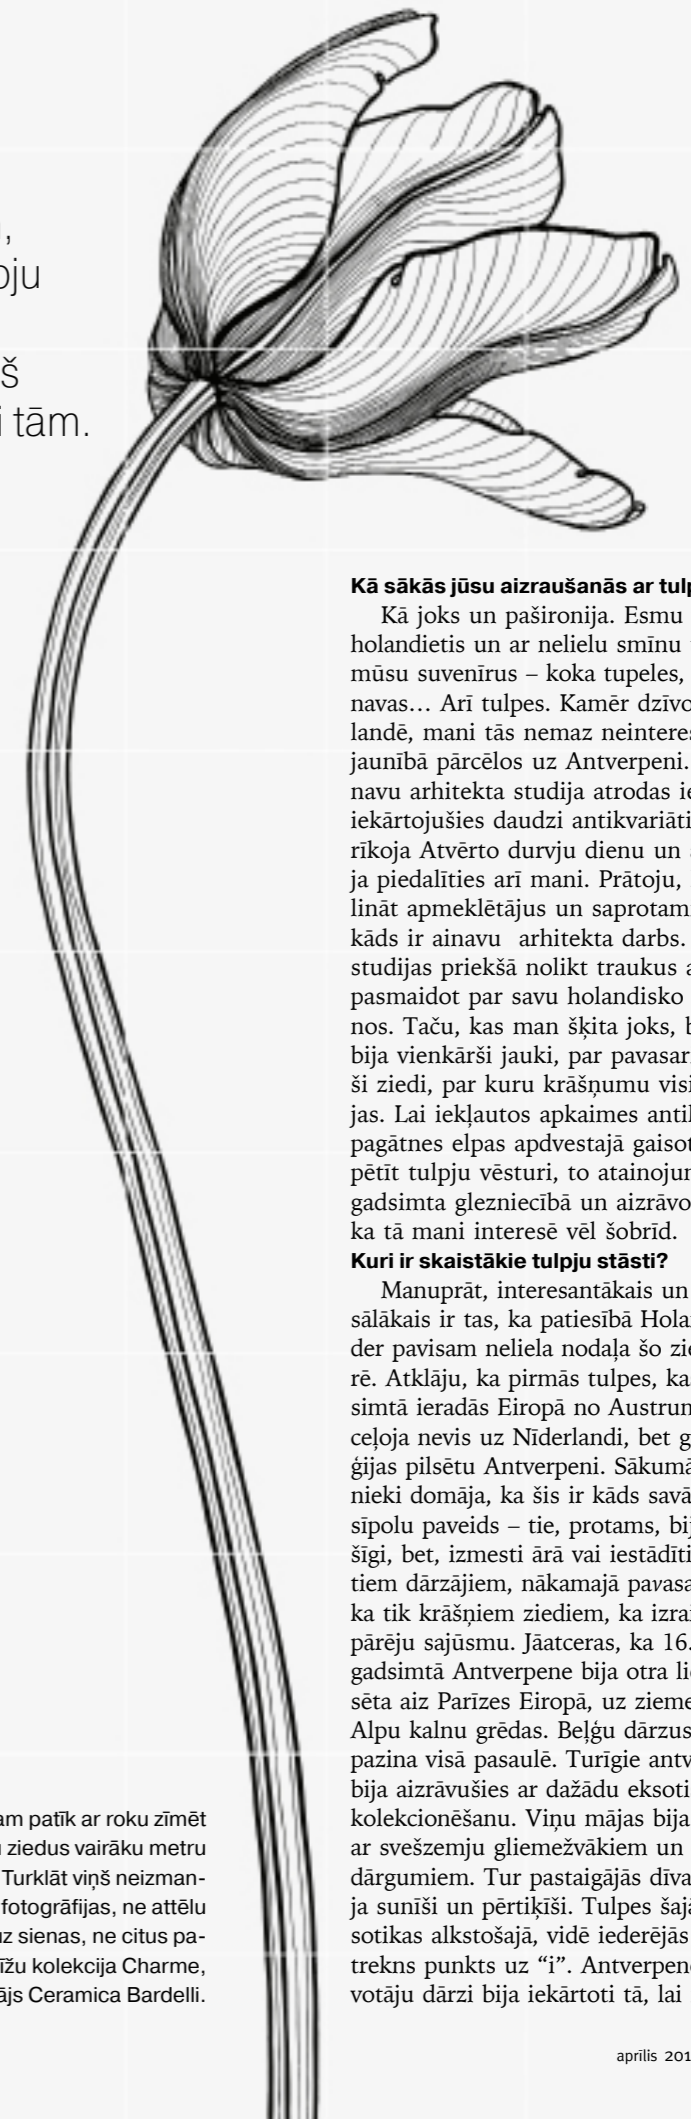 ı,
pju
š
i tām.
Kā sākās jūsu aizraušanās ar tulp
Kā joks un pašironija. Esmu
holandietis un ar nelielu smīnu
mūsu suvenīrus – koka tupeles,
navas… Arī tulpes. Kamēr dzīvo
landē, mani tās nemaz neinteres
jaunībā pārcēlos uz Antverpeni.
navu arhitekta studija atrodas ie
iekārtojušies daudzi antikvariāti
rīkoja Atvērto durvju dienu un
ja piedalīties arī mani. Prātoju,
lināt apmeklētājus un saprotami
kāds ir ainavu arhitekta darbs.
studijas priekšā nolikt traukus a
pasmaidot par savu holandisko
nos. Taču, kas man šķita joks, b
bija vienkārši jauki, par pavasar
ši ziedi, par kuru krāšņumu visi
jas. Lai iekļautos apkaimes antik
pagātnes elpas apdvestajā gaisot
pētīt tulpju vēsturi, to atainojum
gadsimta glezniecībā un aizrāvo
ka tā mani interesē vēl šobrīd.
Kuri ir skaistākie tulpju stāsti?
Manuprāt, interesantākais un
sālākais ir tas, ka patiesībā Hola
der pavisam neliela nodaļa šo zie
rē. Atklāju, ka pirmās tulpes, kas
simtā ieradās Eiropā no Austrum
ceļoja nevis uz Nīderlandi, bet g
ģijas pilsētu Antverpeni. Sākumā
nieki domāja, ka šis ir kāds savā
sīpolu paveids – tie, protams, bij
šīgi, bet, izmesti ārā vai iestādīti
tiem dārzājiem, nākamajā pavasa
ka tik krāšņiem ziediem, ka izrai
pārēju sajūsmu. Jāatceras, ka 16.
gadsimtā Antverpene bija otra lie
sēta aiz Parīzes Eiropā, uz zieme
Alpu kalnu grēdas. Beļģu dārzus
pazina visā pasaulē. Turīgie antv
bija aizrāvušies ar dažādu eksoti
kolekcionēšanu. Viņu mājas bija
ar svešzemju gliemežvākiem un
dārgumiem. Tur pastaigājās dīva
ja sunīši un pērtiķīši. Tulpes šajā
sotikas alkstošajā, vidē iederējās
trekns punkts uz “i”. Antverpene
votāju dārzi bija iekārtoti tā, lai
am patīk ar roku zīmēt
u ziedus vairāku metru
Turklāt viņš neizman-
fotogrāfijas, ne attēlu
uz sienas, ne citus pa-
īžu kolekcija Charme,
ājs Ceramica Bardelli.
aprīlis 201